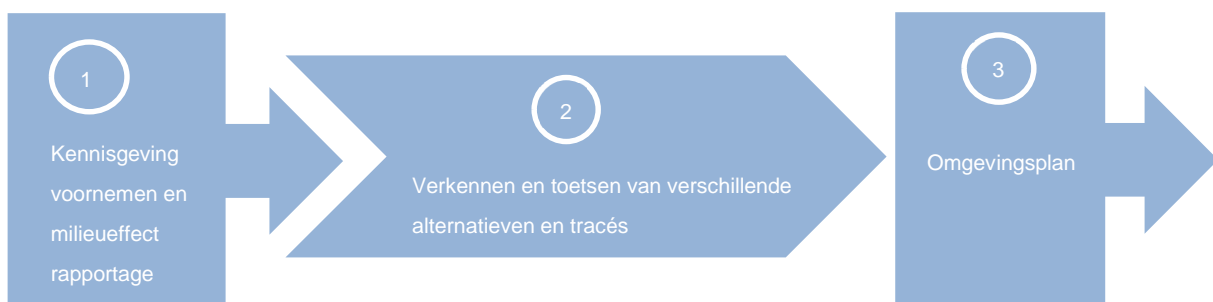 1
Kennisgeving
voornemen en
milieueffect
rapportage
2
Verkennen en toetsen van verschillende
alternatieven en tracés
3
Omgevingsplan